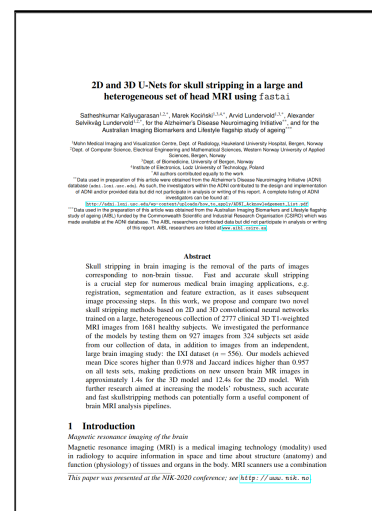 2D and 3D U-Nets for skull stripping in a large and
heterogeneous set of head MRI using fastai
Satheshkumar Kaliyugarasan1,2,*, Marek Kociński1,3,4,*, Arvid Lundervold1,3,*, Alexander
Selvikvåg Lundervold1,2,*, for the Alzheimer's Disease Neuroimaging Initiative**, and for the
Australian Imaging Biomarkers and Lifestyle flagship study of ageing***
1Mohn Medical Imaging and Visualization Centre, Dept. of Radiology, Haukeland University Hospital, Bergen, Norway
2Dept. of Computer Science, Electrical Engineering and Mathematical Sciences, Western Norway University of Applied
Sciences, Bergen, Norway
3Dept. of Biomedicine, University of Bergen, Norway
4Institute of Electronics, Lodz University of Technology, Poland
*All authors contributed equally to the work
**Data used in preparation of this article were obtained from the Alzheimer's Disease Neuroimaging Initiative (ADNI)
database (adni.loni.usc.edu). As such, the investigators within the ADNI contributed to the design and implementation
of ADNI and/or provided data but did not participate in analysis or writing of this report. A complete listing of ADNI
investigators can be found at:
http://adni.loni.usc.edu/wp-content/uploads/how_to_apply/ADNI_Acknowledgement_List.pdf
***Data used in the preparation of this article was obtained from the Australian Imaging Biomarkers and Lifestyle flagship
study of ageing (AIBL) funded by the Commonwealth Scientific and Industrial Research Organisation (CSIRO) which was
made available at the ADNI database. The AIBL researchers contributed data but did not participate in analysis or writing
of this report. AIBL researchers are listed at www.aibl.csiro.au
Abstract
Skull stripping in brain imaging is the removal of the parts of images
corresponding to non-brain tissue. Fast and accurate skull stripping
is a crucial step for numerous medical brain imaging applications, e.g.
registration, segmentation and feature extraction, as it eases subsequent
image processing steps. In this work, we propose and compare two novel
skull stripping methods based on 2D and 3D convolutional neural networks
trained on a large, heterogeneous collection of 2777 clinical 3D T1-weighted
MRI images from 1681 healthy subjects. We investigated the performance
of the models by testing them on 927 images from 324 subjects set aside
from our collection of data, in addition to images from an independent,
large brain imaging study: the IXI dataset (n = 556). Our models achieved
mean Dice scores higher than 0.978 and Jaccard indices higher than 0.957
on all tests sets, making predictions on new unseen brain MR images in
approximately 1.4s for the 3D model and 12.4s for the 2D model. With
further research aimed at increasing the models' robustness, such accurate
and fast skullstripping methods can potentially form a useful component of
brain MRI analysis pipelines.
1 Introduction
Magnetic resonance imaging of the brain
Magnetic resonance imaging (MRI) is a medical imaging technology (modality) used
in radiology to acquire information in space and time about structure (anatomy) and
function (physiology) of tissues and organs in the body. MRI scanners use a combination
This paper was presented at the NIK-2020 conference; see http://www.nik.no